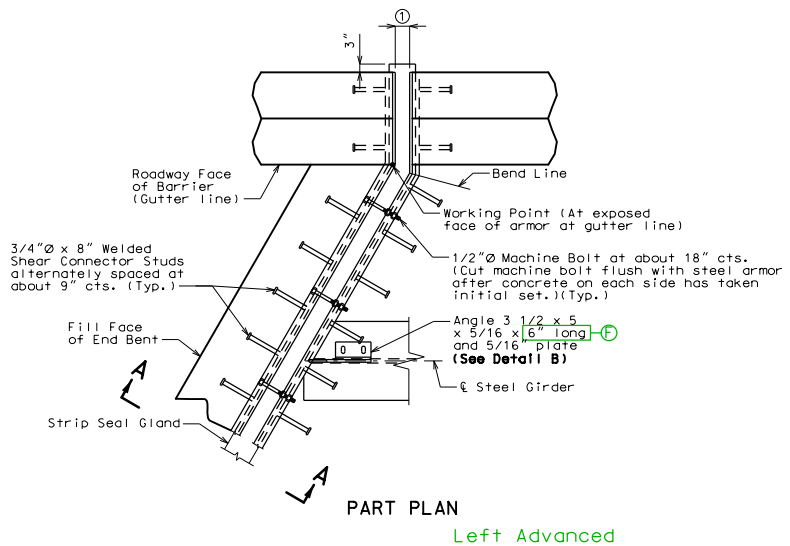 ①
3"
Roadway Face
of Barrier
(Gutter line)
Bend Line
Working Point (At exposed
face of armor at gutter line)
3/4"Ø x 8" Welded
Shear Connector Studs
alternately spaced at
about 9" cts. (Typ.)
1/2"Ø Machine Bolt at about 18" cts.
(Cut machine bolt flush with steel armor
after concrete on each side has taken
initial set.)(Typ.)
Fill Face
of End Bent
Angle 3 1/2 x 5
x 5/16 x 6" long
and 5/16" plate
(See Detail B)
F
A
℄ Steel Girder
Strip Seal Gland
A
PART PLAN
Left Advanced